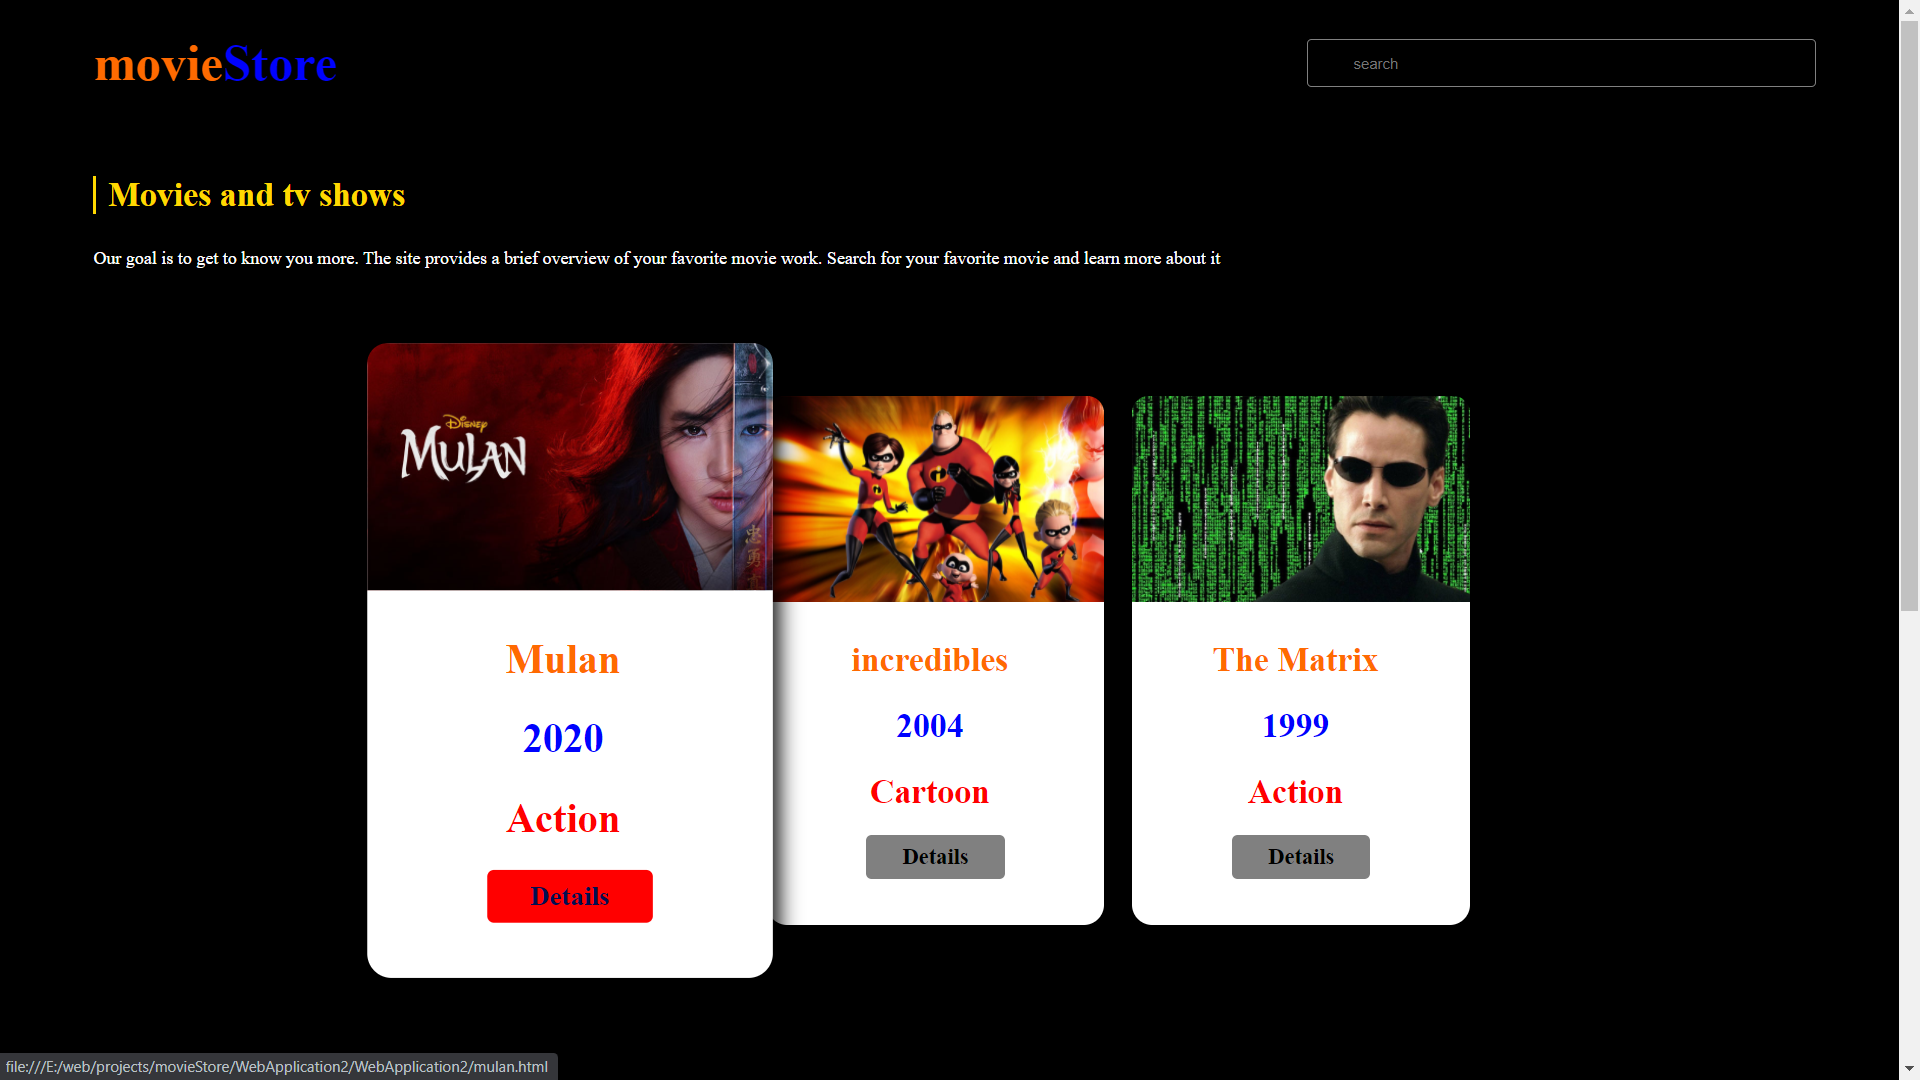 movieStore
search
Movies and tv shows
Our goal is to get to know you more. The site provides a brief overview of your favorite movie work. Search for your favorite movie and learn more about it
DISNEY
MULAN
忠勇
Mulan
2020
Action
Details
incredibles
2004
Cartoon
Details
The Matrix
1999
Action
Details
file:///E:/web/projects/movieStore/WebApplication2/WebApplication2/mulan.html